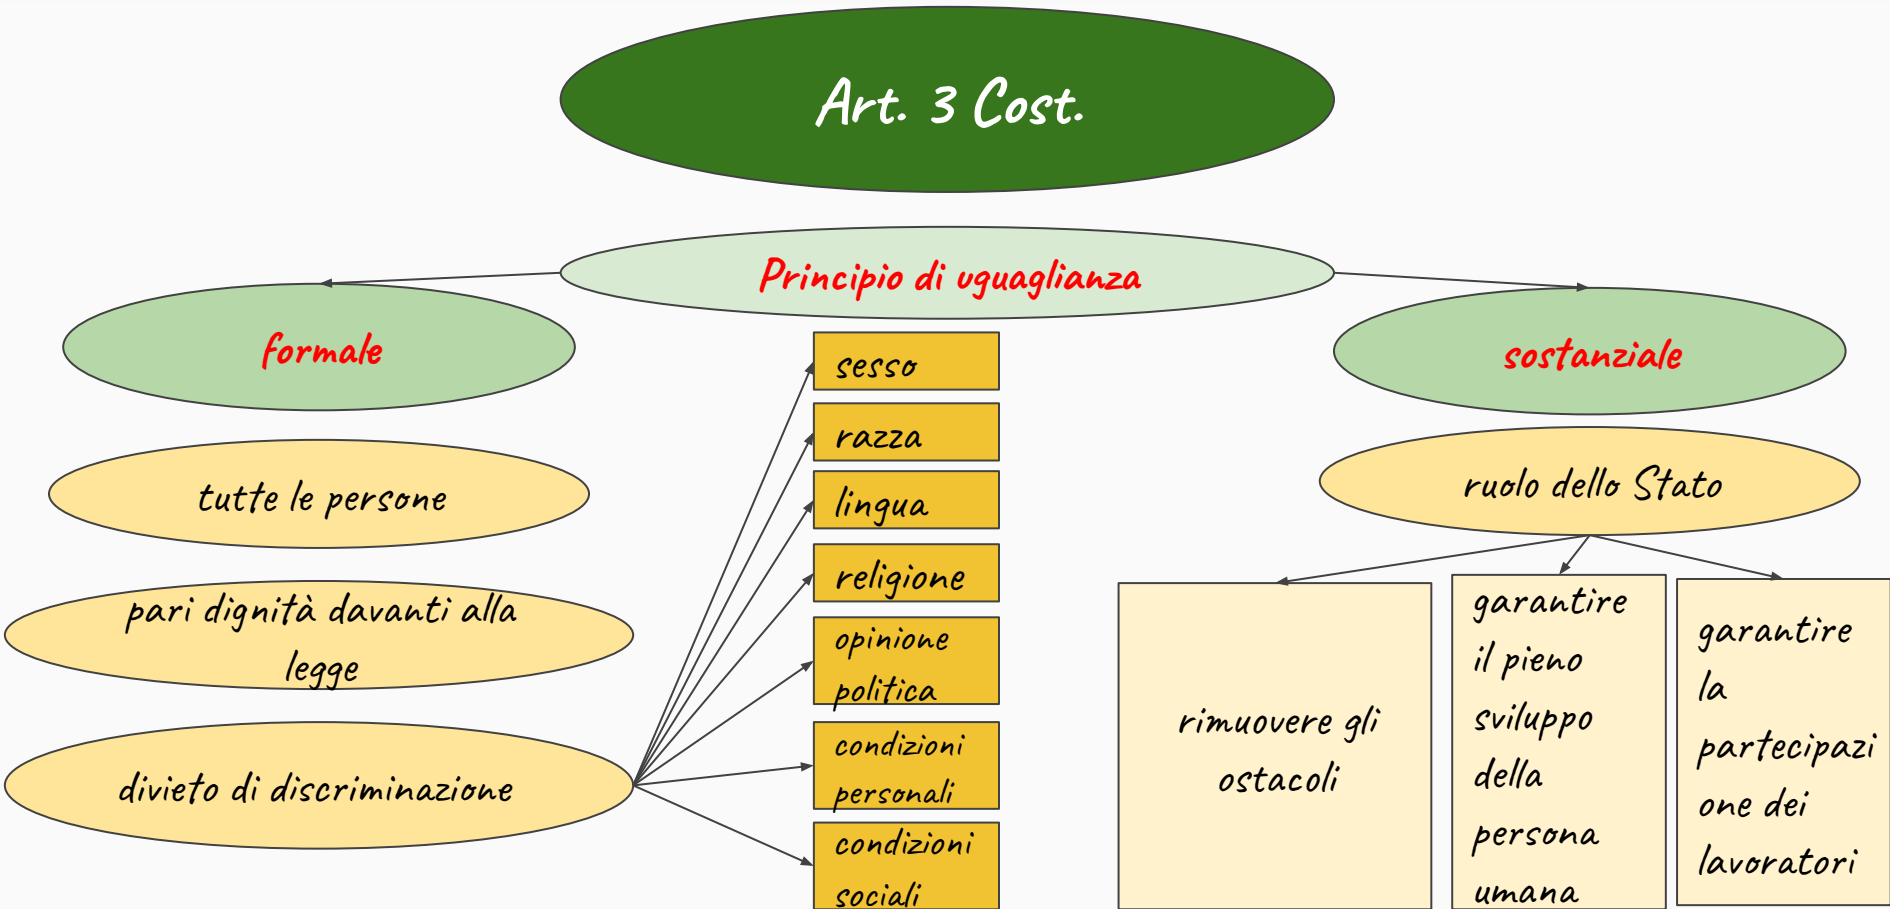 Art. 3 Cost.
Principio di uguaglianza
formale
tutte le persone
pari dignità davanti alla
legge
divieto di discriminazione
sesso
razza
lingua
religione
opinione
politica
condizioni
personali
condizioni
sociali
sostanziale
ruolo dello Stato
rimuovere gli
ostacoli
garantire
il pieno
sviluppo
della
persona
umana
garantire
la
partecipazi
one dei
lavoratori